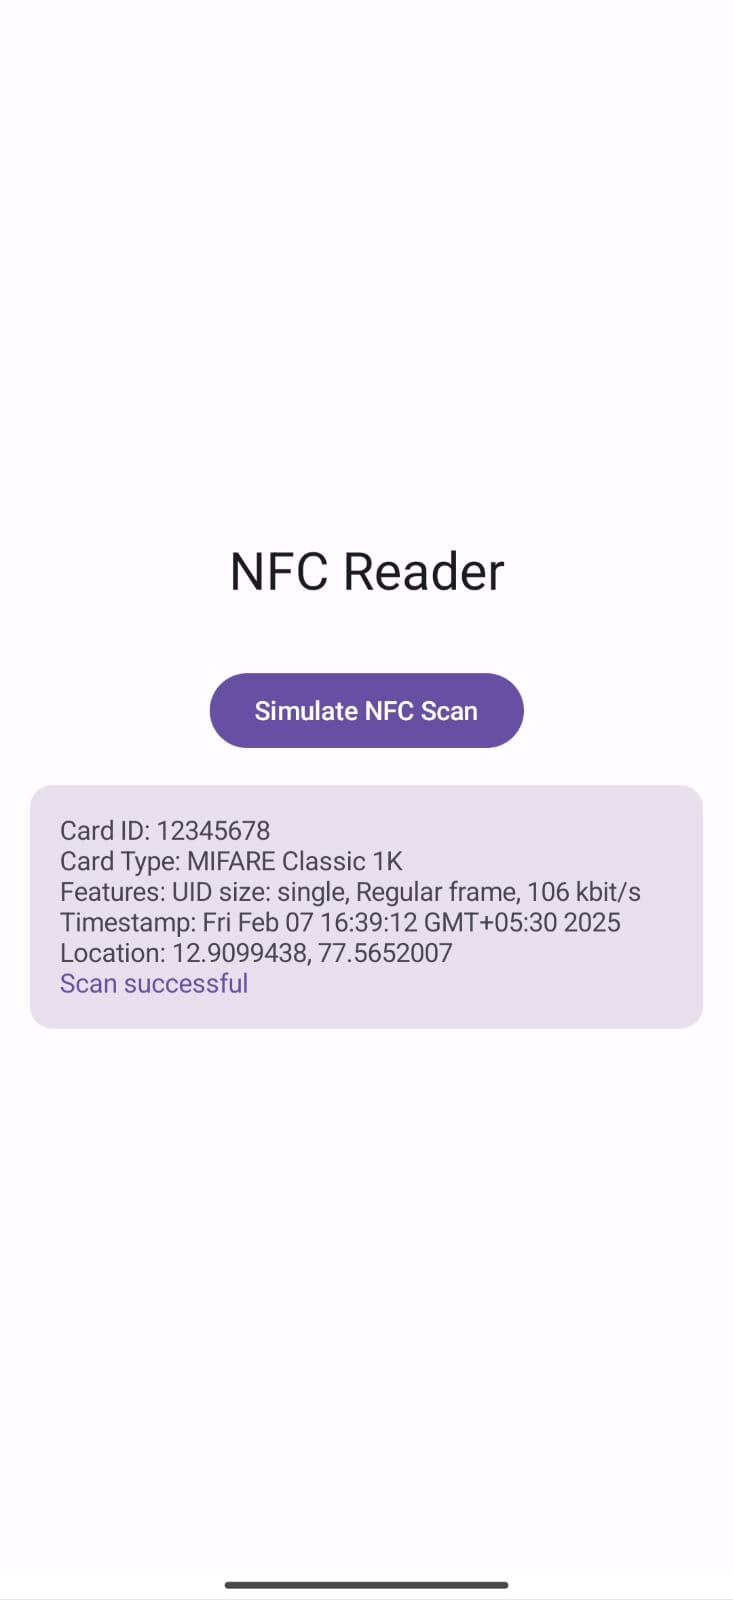 NFC Reader
Simulate NFC Scan
Card ID: 12345678
Card Type: MIFARE Classic 1K
Features: UID size: single, Regular frame, 106 kbit/s
Timestamp: Fri Feb 07 16:39:12 GMT+05:30 2025
Location: 12.9099438, 77.5652007
Scan successful